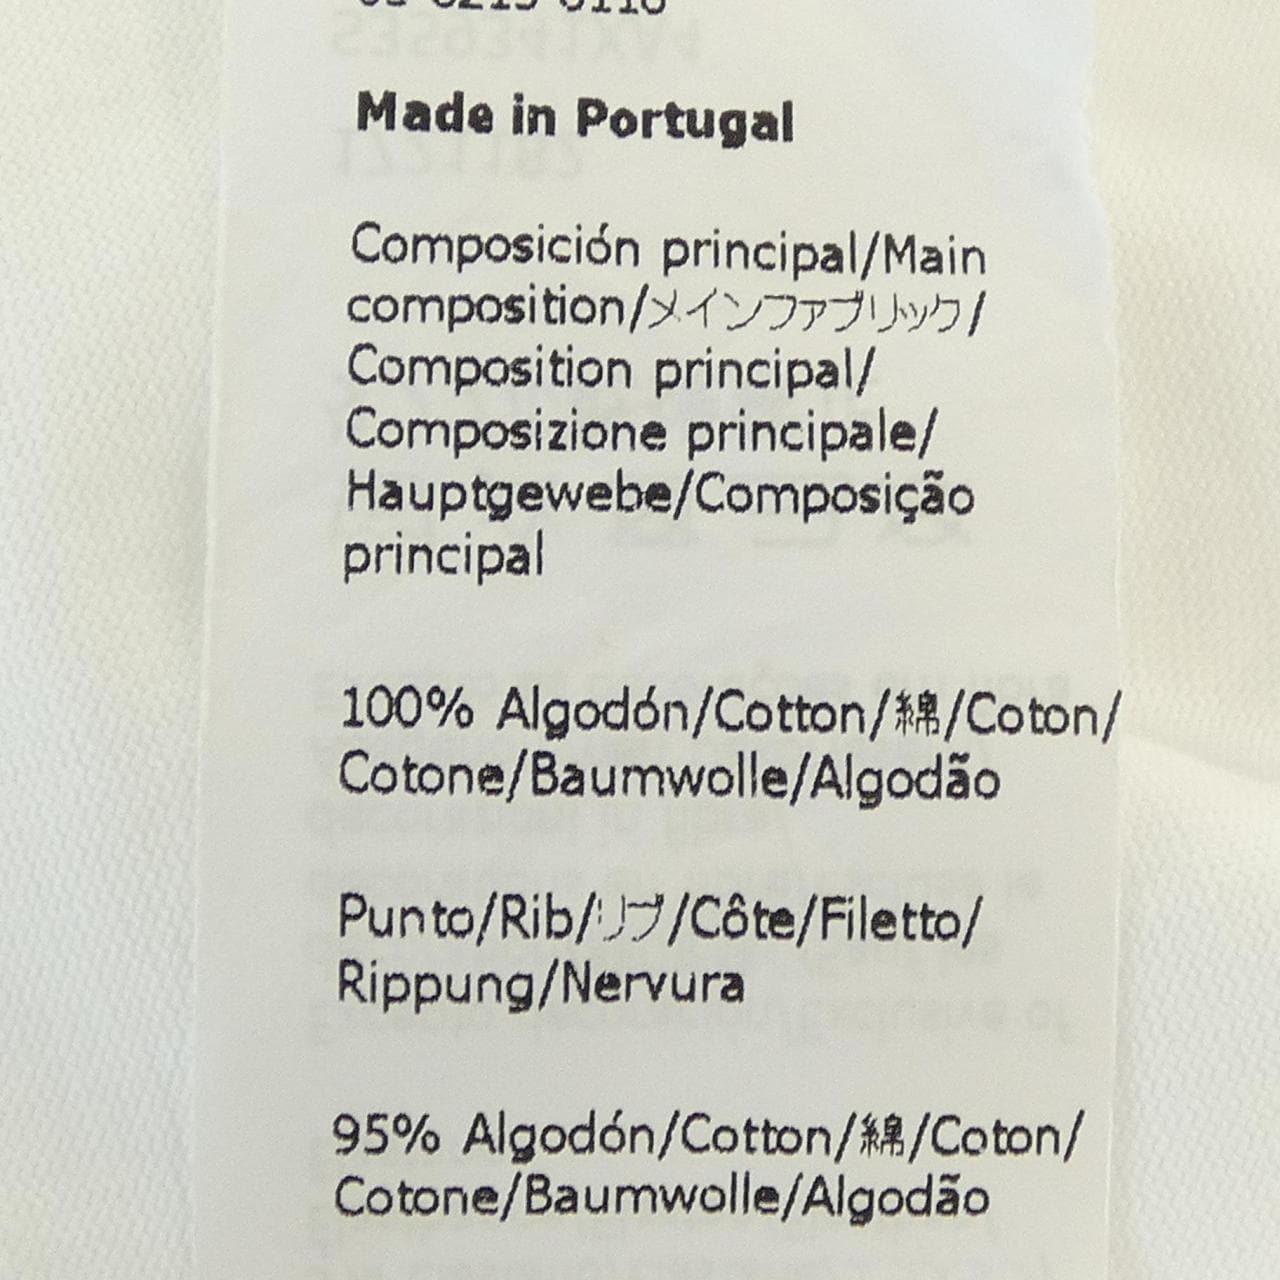 Made in Portugal
Composición principal/Main
composition/メインファブリック/
Composition principal/
Composizione principale/
Hauptgewebe/Composição
principal
100% Algodón/Cotton/綿/Coton/
Cotone/Baumwolle/Algodão
Punto/Rib/リブ/Côte/Filetto/
Rippung/Nervura
95% Algodón/Cotton/綿/Coton/
Cotone/Baumwolle/Algodão